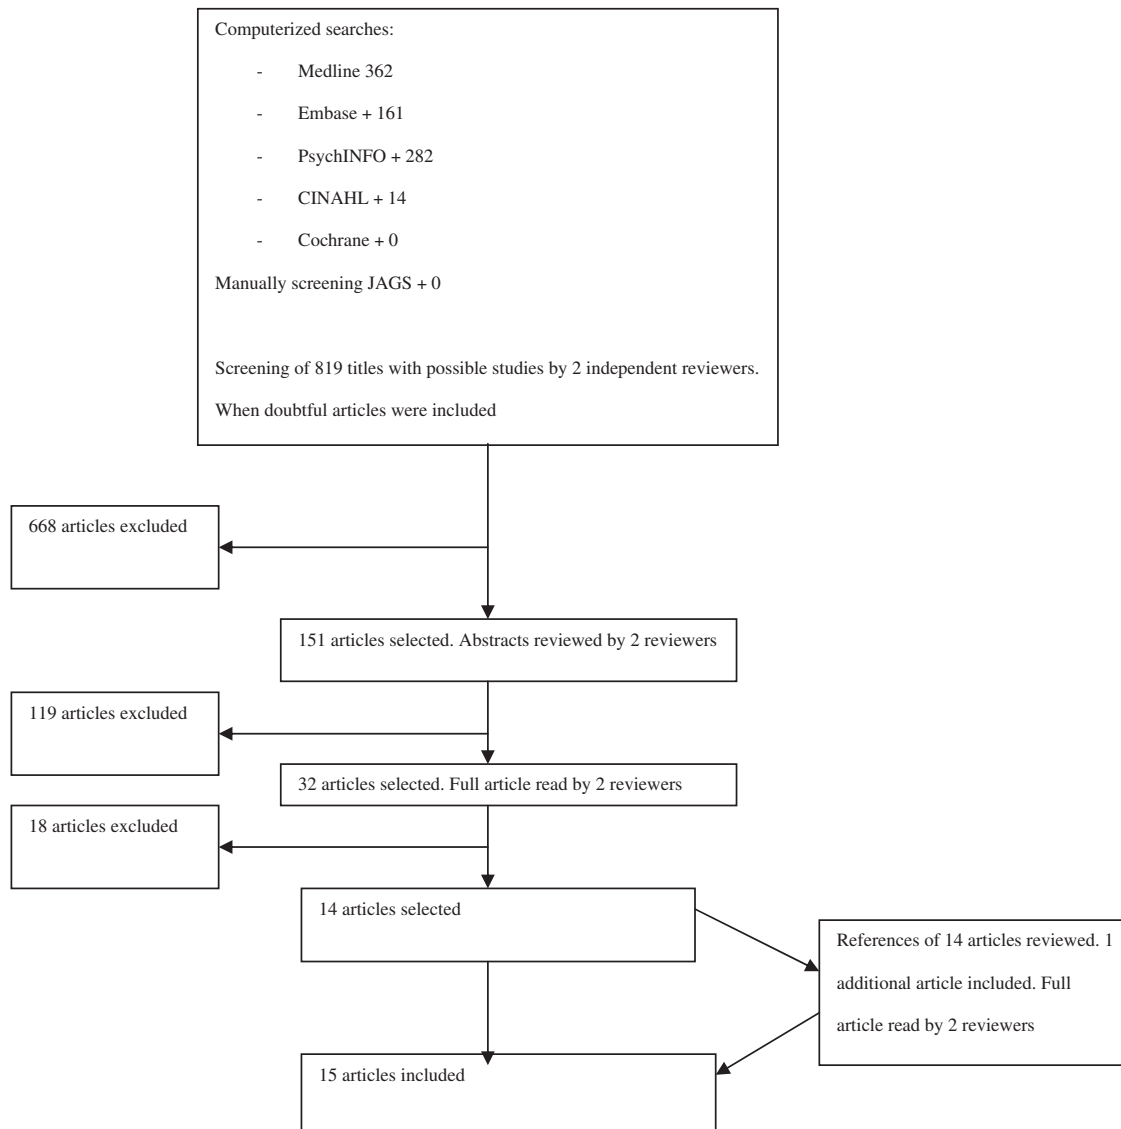 Computerized searches:
- Medline 362
- Embase + 161
- PsychINFO + 282
- CINAHL + 14
- Cochrane + 0
Manually screening JAGS + 0
Screening of 819 titles with possible studies by 2 independent reviewers.
When doubtful articles were included
668 articles excluded
151 articles selected. Abstracts reviewed by 2 reviewers
119 articles excluded
32 articles selected. Full article read by 2 reviewers
18 articles excluded
14 articles selected
References of 14 articles reviewed. 1
additional article included. Full
article read by 2 reviewers
15 articles included